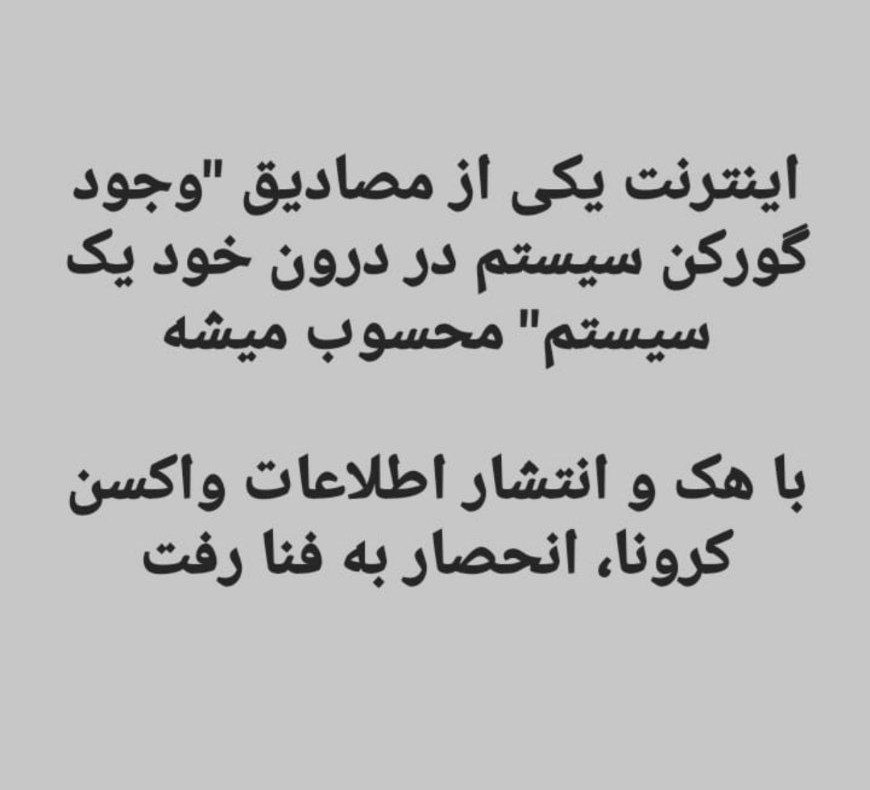 اینترنت یکی از مصادیق "وجود
گورکن سیستم در درون خود یک
سیستم" محسوب میشه
با هک و انتشار اطلاعات واکسن
کرونا، انحصار به فنا رفت